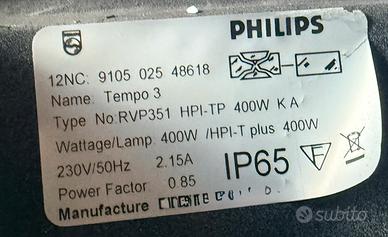 PHILIPS
12NC: 9105 025 48618
Name: Tempo 3
Type No: RVP351 HPI-TP 400W K A
Wattage/Lamp 400W /HPI-T plus 400W
230V/50Hz 2.15A
Power Factor 0.85
IP65 F
Manufacture
subito